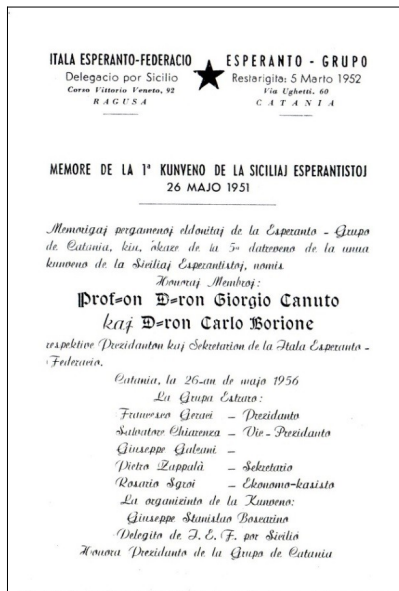 ITALA ESPERANTO-FEDERACIO
Delegacio por Sicilio
Corso Vittorio Veneto, 92
RAGUSA
ESPERANTO - GRUPO
Restarigita: 5 Marto 1952
Via Ughetti, 60
CATANIA
MEMORE DE LA 1ª KUNVENO DE LA SICILIAJ ESPERANTISTOJ
26 MAJO 1951
Memorigaj pergamenoj eldonitaj de la Esperanto - Grupo
de Catania, kiu, okaze de la 5a datreveno de la unua
kunveno de la Siciliaj Esperantistoj, nomis
Honoraj Membroj:
Prof=on D=ron Giorgio Canuto
kaj D=ron Carlo Borione
respektive Prezidanton kaj Sekretarion de la Itala Esperanto -
Federacio.
Catania, la 26-an de majo 1956
La Grupa Estraro:
Francesco Gerari – Prezidanto
Salvatore Chiarenza – Vic-Prezidanto
Giuseppe Galeani –
Pietro Zappalà – Sekretario
Rosario Sgroi – Ekonomo-kasisto
La organizinto de la Kunveno:
Giuseppe Stanislao Boscarino
Delegito de I. E. F. por Sicilio
Honora Prezidanto de la Grupo de Catania